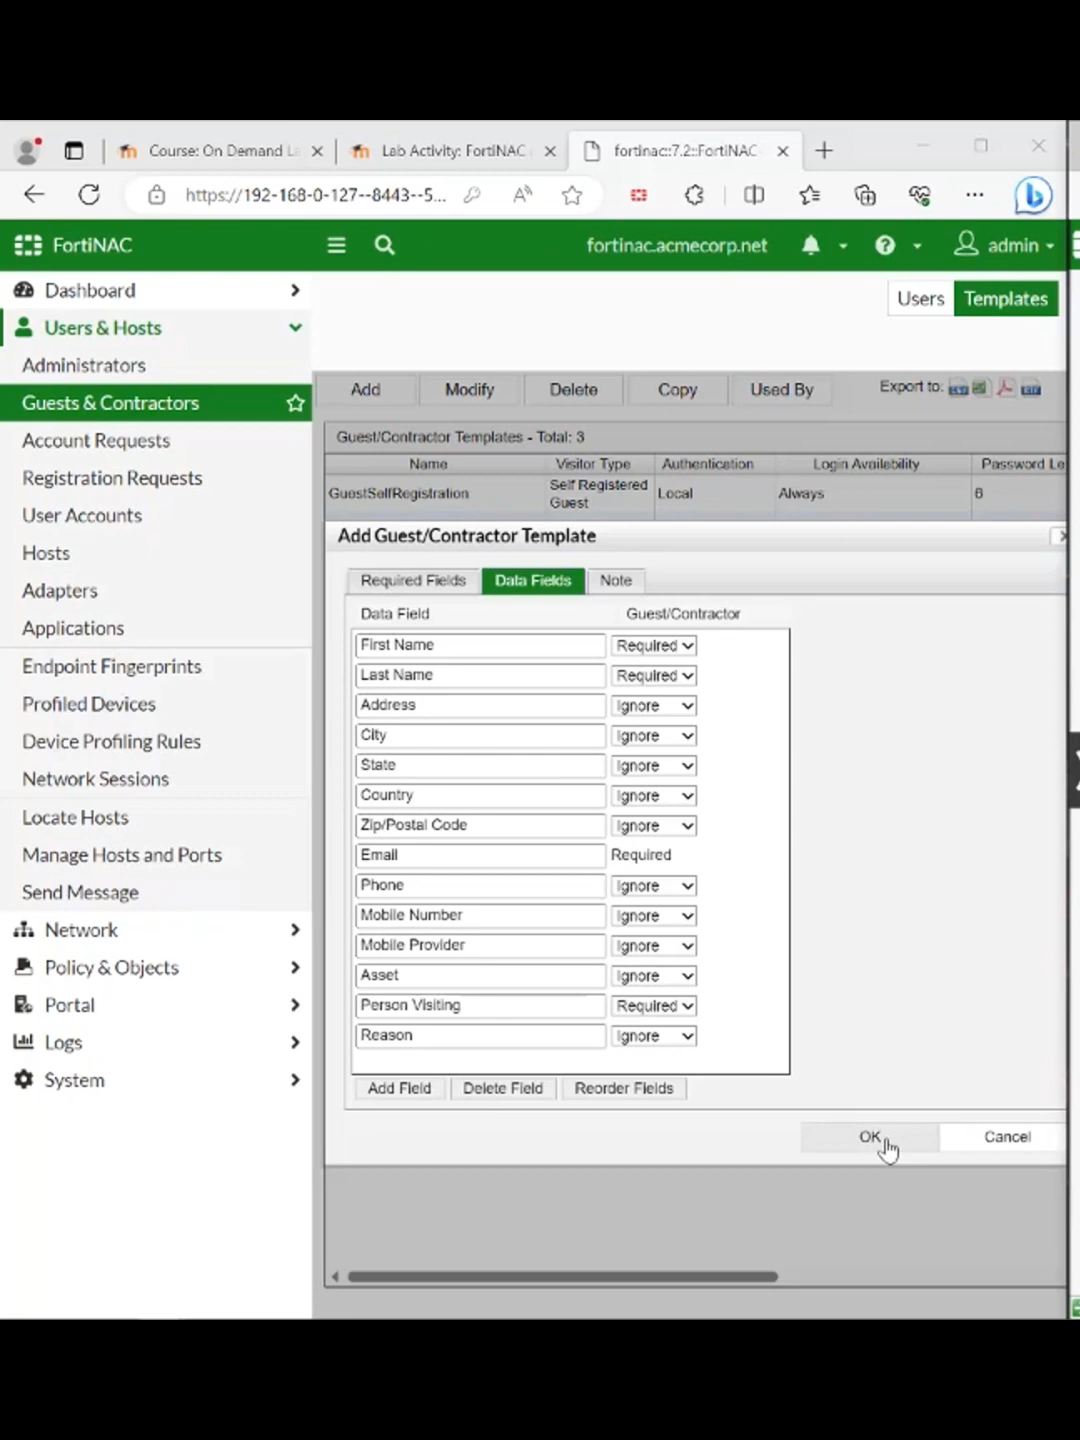 Course: On Demand La
Lab Activity: FortiNAC
fortinac::7.2::FortiNAC
https://192-168-0-127--8443--5...
FortiNAC
fortinac.acmecorp.net
admin
Dashboard
Users & Hosts
Administrators
Guests & Contractors
Account Requests
Registration Requests
User Accounts
Hosts
Adapters
Applications
Endpoint Fingerprints
Profiled Devices
Device Profiling Rules
Network Sessions
Locate Hosts
Manage Hosts and Ports
Send Message
Network
Policy & Objects
Portal
Logs
System
Users
Templates
Add
Modify
Delete
Copy
Used By
Export to:
Guest/Contractor Templates - Total: 3
Name
Visitor Type
Authentication
Login Availability
Password Le
GuestSelfRegistration
Self Registered
Guest
Local
Always
6
Add Guest/Contractor Template
Required Fields
Data Fields
Note
Data Field
Guest/Contractor
First Name
Required
Last Name
Required
Address
Ignore
City
Ignore
State
Ignore
Country
Ignore
Zip/Postal Code
Ignore
Email
Required
Phone
Ignore
Mobile Number
Ignore
Mobile Provider
Ignore
Asset
Ignore
Person Visiting
Required
Reason
Ignore
Add Field
Delete Field
Reorder Fields
OK
Cancel